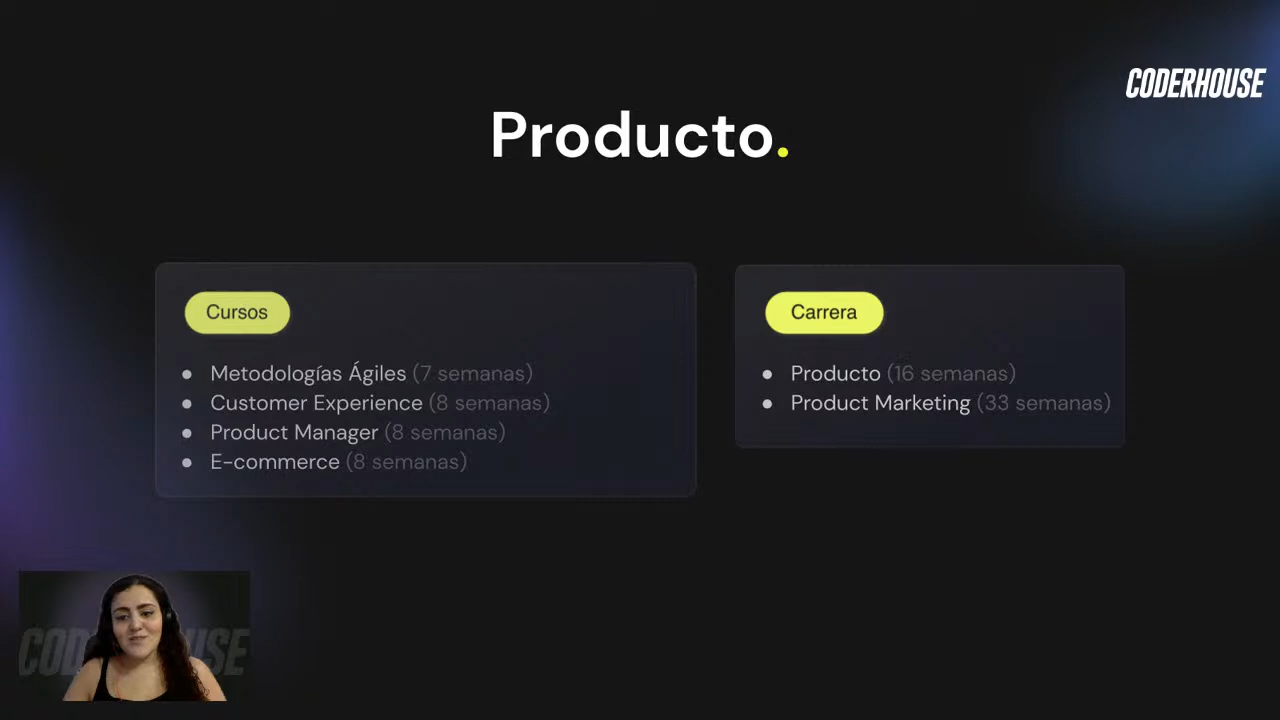 CODERHOUSE
Producto.
Cursos
● Metodologías Ágiles (7 semanas)
● Customer Experience (8 semanas)
● Product Manager (8 semanas)
● E-commerce (8 semanas)
Carrera
● Producto (16 semanas)
● Product Marketing (33 semanas)